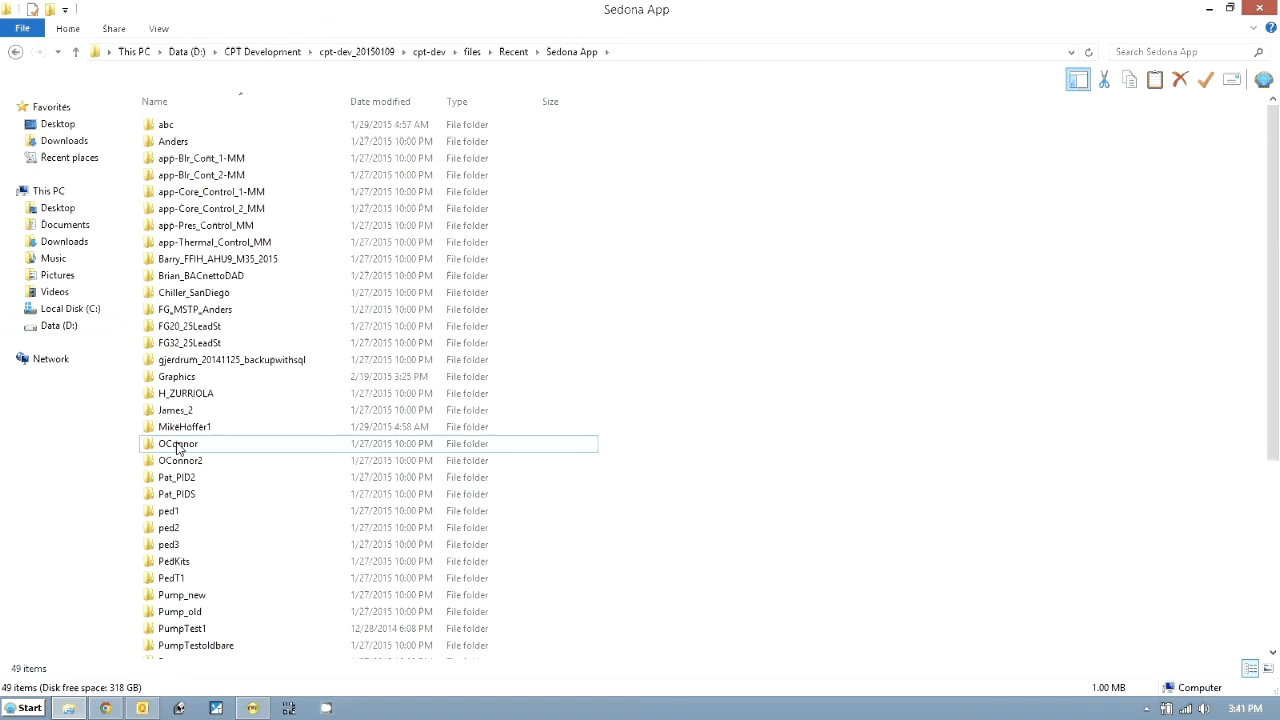 Sedona App
File Home Share View
This PC Data (D:) CPT Development cpt-dev_20150109 cpt-dev files Recent Sedona App Search Sedona App
Name Date modified Type Size
Favorites
Desktop
Downloads
Recent places
This PC
Desktop
Documents
Downloads
Music
Pictures
Videos
Local Disk (C:)
Data (D:)
Network
abc 1/29/2015 4:57 AM File folder
Anders 1/27/2015 10:00 PM File folder
app-Blr_Cont_1-MM 1/27/2015 10:00 PM File folder
app-Blr_Cont_2-MM 1/27/2015 10:00 PM File folder
app-Core_Control_1-MM 1/27/2015 10:00 PM File folder
app-Core_Control_2_MM 1/27/2015 10:00 PM File folder
app-Pres_Control_MM 1/27/2015 10:00 PM File folder
app-Thermal_Control_MM 1/27/2015 10:00 PM File folder
Barry_FFIH_AHU9_M35_2015 1/27/2015 10:00 PM File folder
Brian_BACnettoDAD 1/27/2015 10:00 PM File folder
Chiller_SanDiego 1/27/2015 10:00 PM File folder
FG_MSTP_Anders 1/27/2015 10:00 PM File folder
FG20_25LeadSt 1/27/2015 10:00 PM File folder
FG32_25LeadSt 1/27/2015 10:00 PM File folder
gjerdrum_20141125_backupwithsql 1/27/2015 10:00 PM File folder
Graphics 2/19/2015 3:25 PM File folder
H_ZURRIOLA 1/27/2015 10:00 PM File folder
James_2 1/27/2015 10:00 PM File folder
MikeHoffer1 1/29/2015 4:58 AM File folder
OConnor 1/27/2015 10:00 PM File folder
OConnor2 1/27/2015 10:00 PM File folder
Pat_PID2 1/27/2015 10:00 PM File folder
Pat_PIDS 1/27/2015 10:00 PM File folder
ped1 1/27/2015 10:00 PM File folder
ped2 1/27/2015 10:00 PM File folder
ped3 1/27/2015 10:00 PM File folder
PedKits 1/27/2015 10:00 PM File folder
PedT1 1/27/2015 10:00 PM File folder
Pump_new 1/27/2015 10:00 PM File folder
Pump_old 1/27/2015 10:00 PM File folder
PumpTest1 12/28/2014 6:08 PM File folder
PumpTestoldbare 1/27/2015 10:00 PM File folder
49 items
49 items (Disk free space: 318 GB) 1.00 MB Computer
Start 3:41 PM